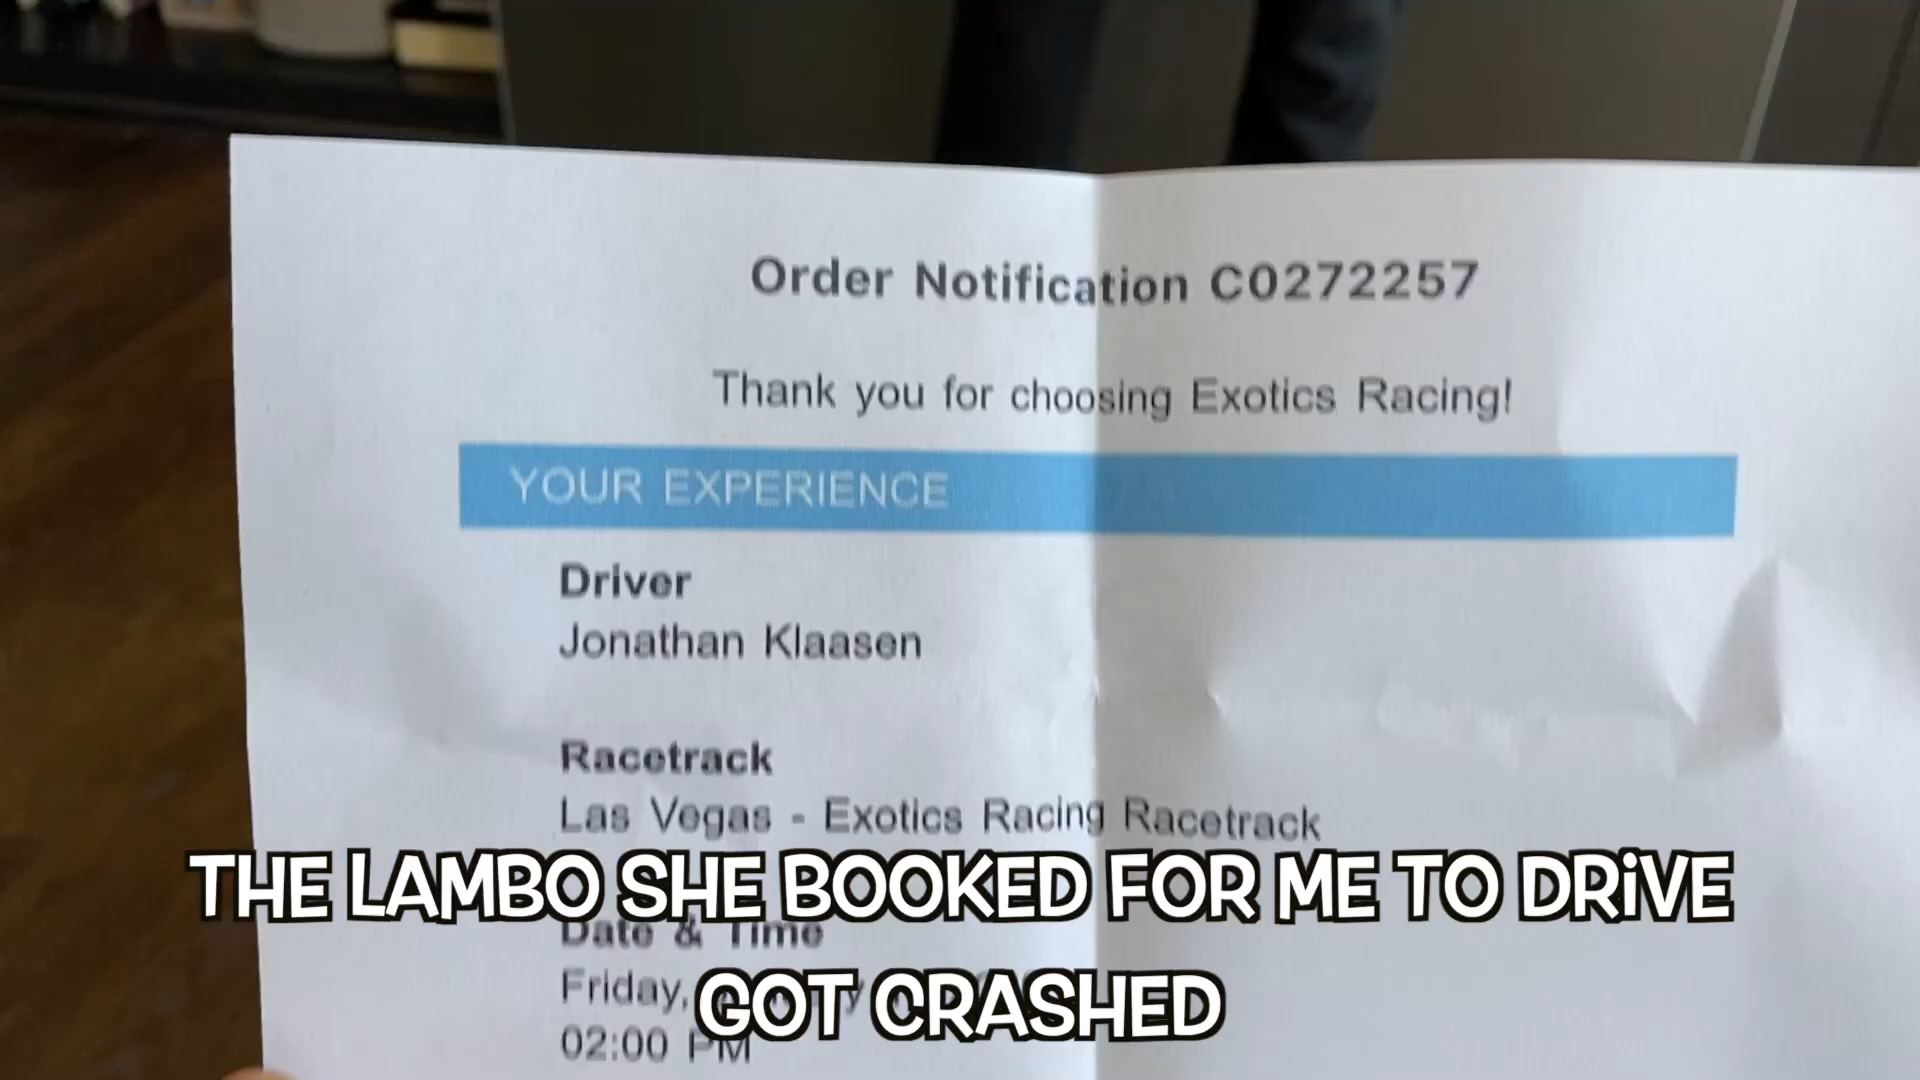 Order Notification C0272257
Thank you for choosing Exotics Racing!
YOUR EXPERIENCE
Driver
Jonathan Klaasen
Racetrack
Las Vegas - Exotics Racing Racetrack
THE LAMBO SHE BOOKED FOR ME TO DRIVE
Date & Time
Friday,
GOT CRASHED
02:00 PM